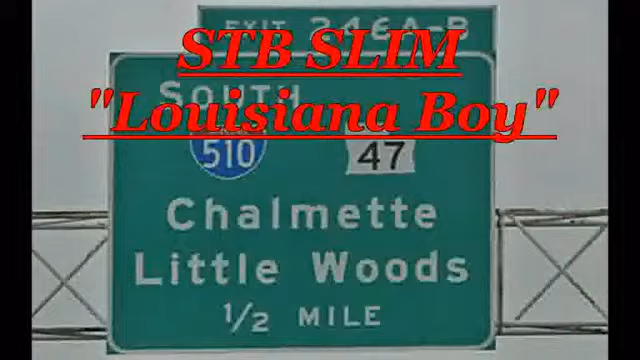 EXIT 246A-B
STB SLIM
SOUTH
"Louisiana Boy"
510 47
Chalmette
Little Woods
1/2 MILE